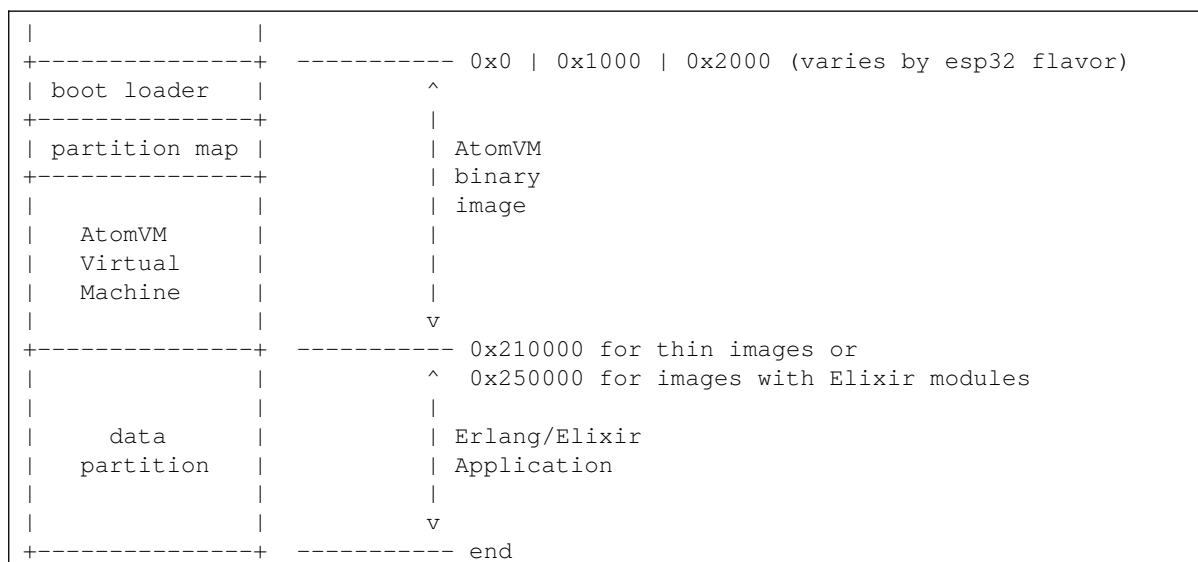 |               |
+---------------+  ----------- 0x0 | 0x1000 | 0x2000 (varies by esp32 flavor)
| boot loader   |           ^
+---------------+           |
| partition map |           | AtomVM
+---------------+           | binary
|               |           | image
|   AtomVM      |           |
|   Virtual     |           |
|   Machine     |           |
|               |           v
+---------------+  ----------- 0x210000 for thin images or
|               |           ^  0x250000 for images with Elixir modules
|               |           |
|     data      |           | Erlang/Elixir
|   partition   |           | Application
|               |           |
|               |           v
+---------------+  ----------- end